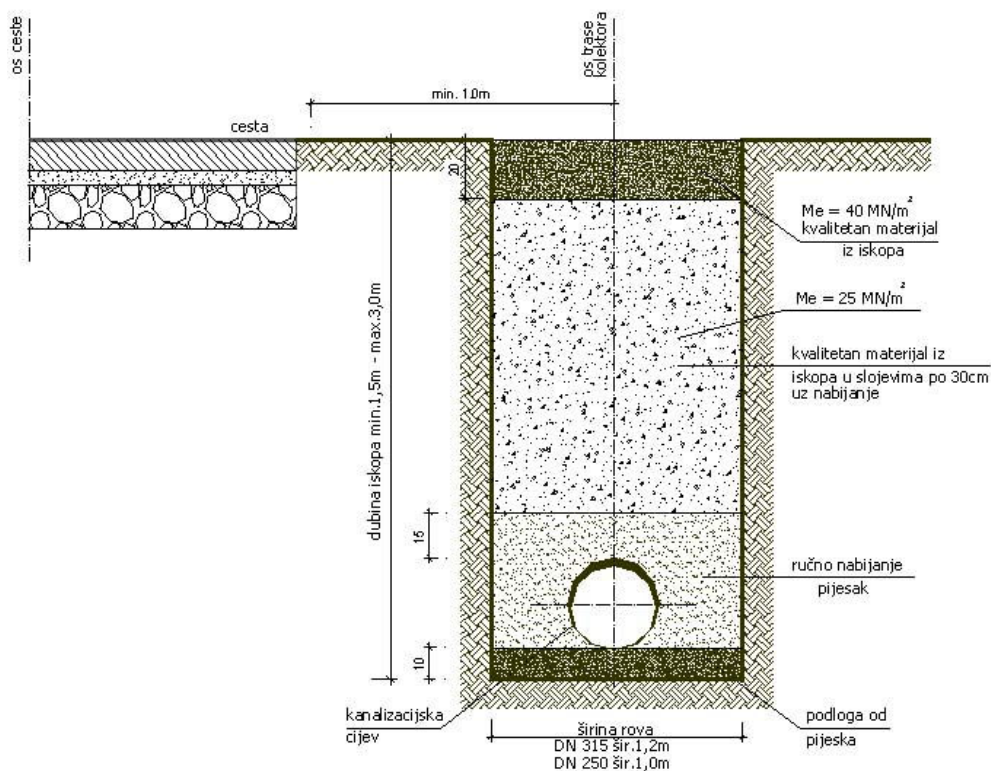 os ceste
os trase
kolektora
min. 1.0m
cesta
20
Me = 40 MN/m²
kvalitetan materijal
iz iskopa
Me = 25 MN/m²
kvalitetan materijal iz
iskopa u slojevima po 30cm
uz nabijanje
dubina iskopa min.1,5m - max.3,0m
15
ručno nabijanje
pijesak
10
kanalizacijska
cijev
širina rova
DN 315 šir.1,2m
DN 250 šir.1,0m
podloga od
pijeska